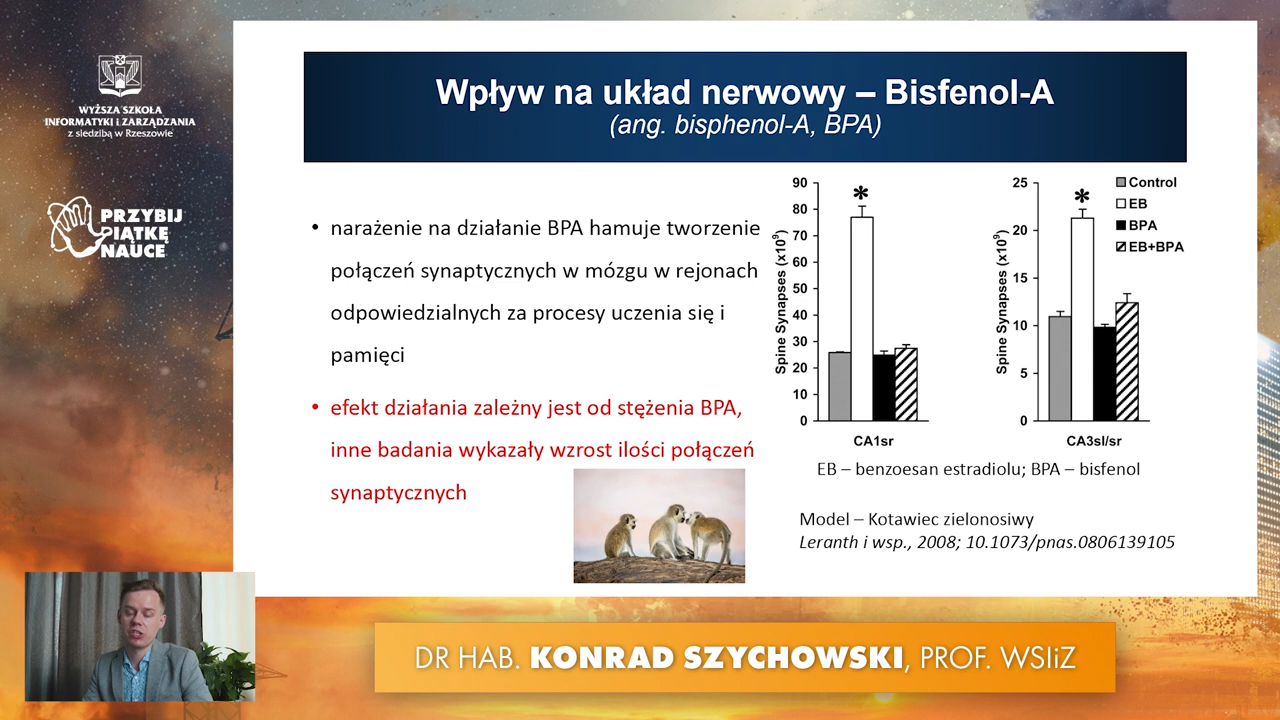 WYŻSZA SZKOŁA
INFORMATYKI i ZARZĄDZANIA
z siedzibą w Rzeszowie
PRZYBIJ
PIĄTKĘ
NAUCE
Wpływ na układ nerwowy – Bisfenol-A
(ang. bisphenol-A, BPA)
• narażenie na działanie BPA hamuje tworzenie
połączeń synaptycznych w mózgu w rejonach
odpowiedzialnych za procesy uczenia się i
pamięci
• efekt działania zależny jest od stężenia BPA,
inne badania wykazały wzrost ilości połączeń
synaptycznych
Spine Synapses (x10⁹)
90
80
70
60
50
40
30
20
10
0
*
CA1sr
Spine Synapses (x10⁹)
25
20
15
10
5
0
*
CA3sl/sr
Control
EB
BPA
EB+BPA
EB – benzoesan estradiolu; BPA – bisfenol
Model – Kotawiec zielonosiwy
Leranth i wsp., 2008; 10.1073/pnas.0806139105
DR HAB. KONRAD SZYCHOWSKI, PROF. WSIiZ